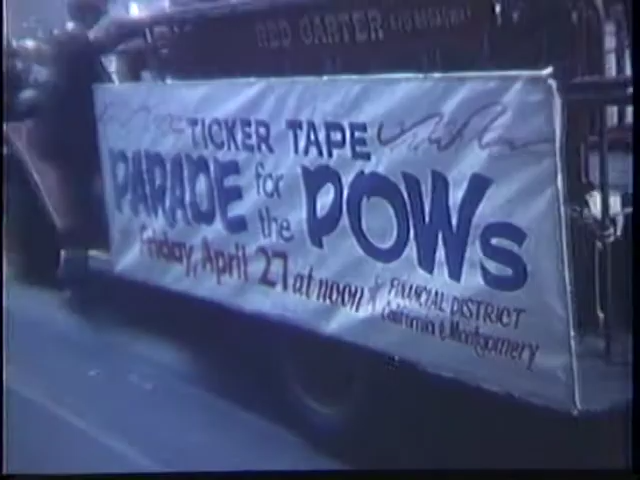 RED GARTER
TICKER TAPE
PARADE for the POWs
Friday, April 27 at noon
FINANCIAL DISTRICT
California & Montgomery